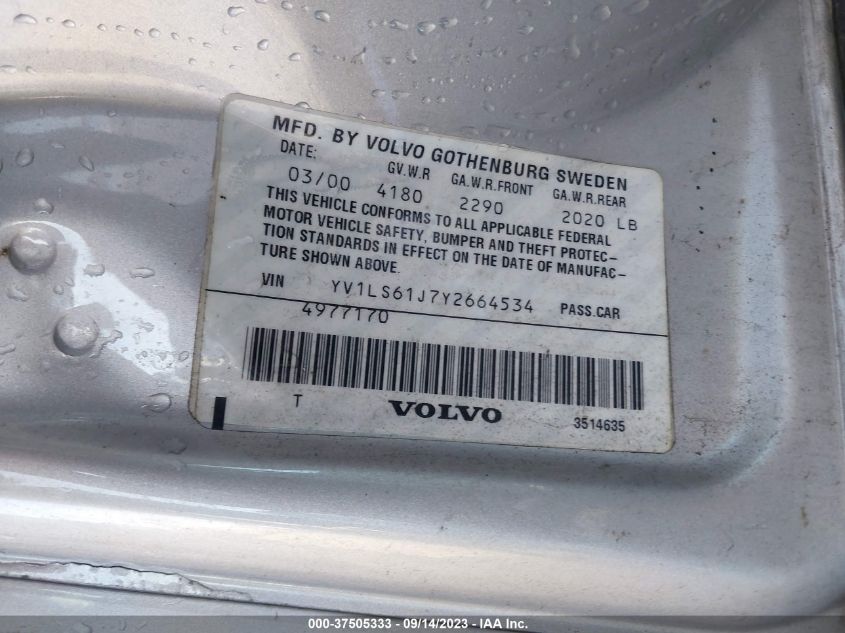 MFD. BY VOLVO GOTHENBURG SWEDEN
DATE: GV.W.R GA.W.R.FRONT GA.W.R.REAR
03/00 4180 2290 2020 LB
THIS VEHICLE CONFORMS TO ALL APPLICABLE FEDERAL
MOTOR VEHICLE SAFETY, BUMPER AND THEFT PROTEC-
TION STANDARDS IN EFFECT ON THE DATE OF MANUFAC-
TURE SHOWN ABOVE.
VIN YV1LS61J7Y2664534 PASS.CAR
4977170
T VOLVO 3514635
000-37505333 - 09/14/2023 - IAA Inc.